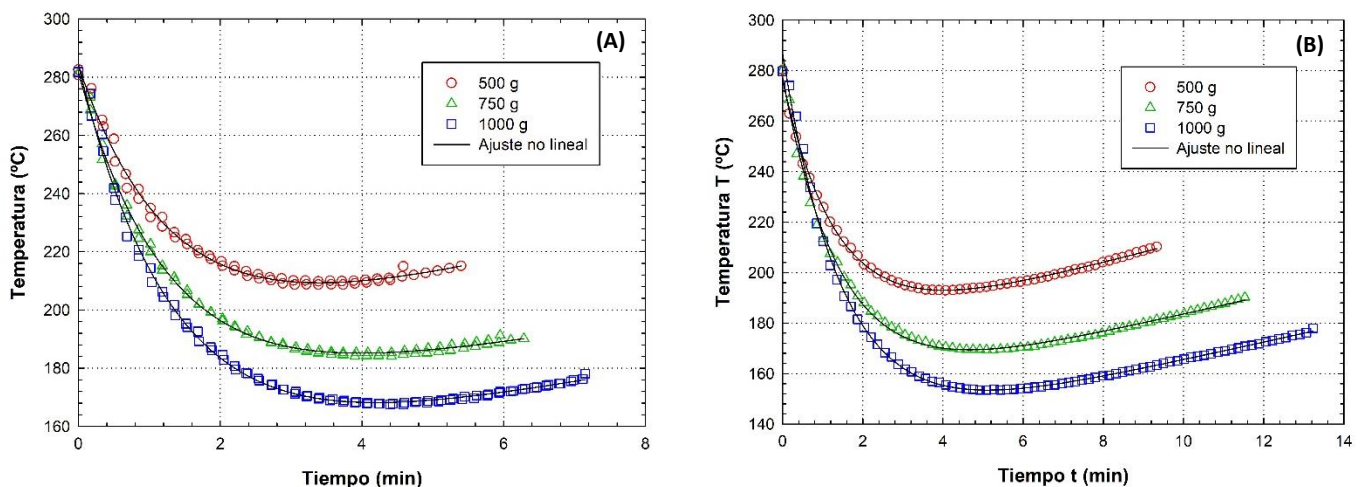 (A)
Temperatura (ºC)
300
280
260
240
220
200
180
160
500 g
750 g
1000 g
Ajuste no lineal
0
2
4
6
8
Tiempo (min)
(B)
Temperatura T (ºC)
300
280
260
240
220
200
180
160
140
500 g
750 g
1000 g
Ajuste no lineal
0
2
4
6
8
10
12
14
Tiempo t (min)